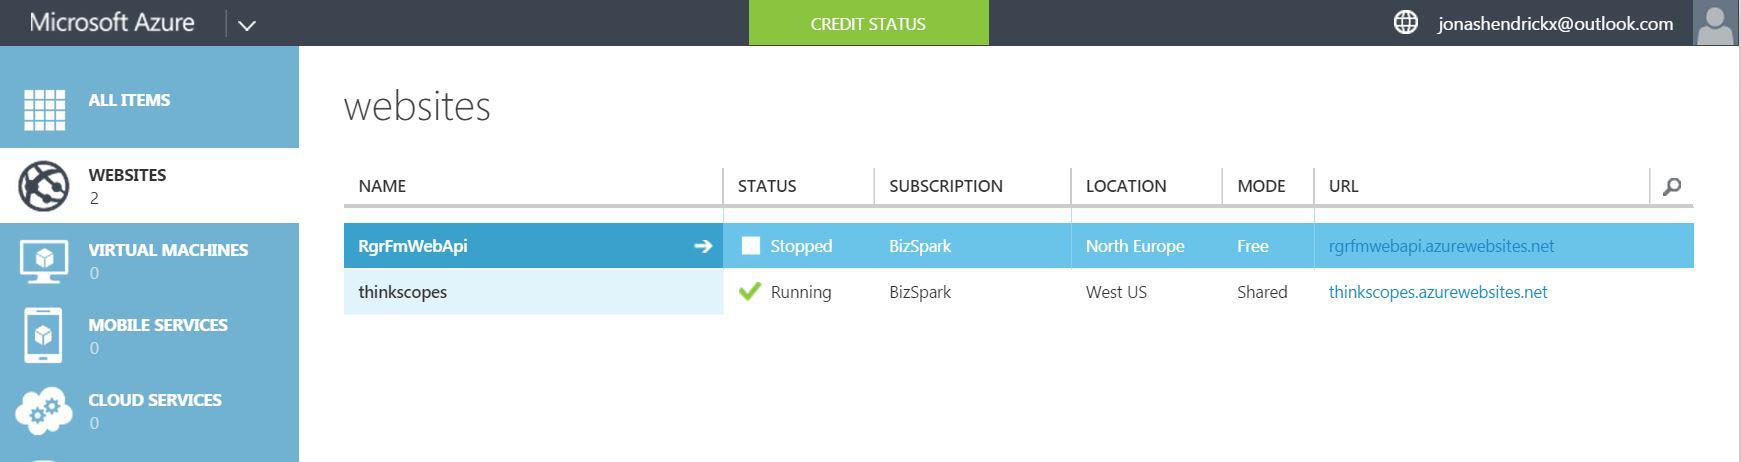 Microsoft Azure
CREDIT STATUS
jonashendrickx@outlook.com
ALL ITEMS
WEBSITES
2
VIRTUAL MACHINES
0
MOBILE SERVICES
0
CLOUD SERVICES
0
websites
NAME STATUS SUBSCRIPTION LOCATION MODE URL
RgrFmWebApi Stopped BizSpark North Europe Free rgrfmwebapi.azurewebsites.net
thinkscopes Running BizSpark West US Shared thinkscopes.azurewebsites.net